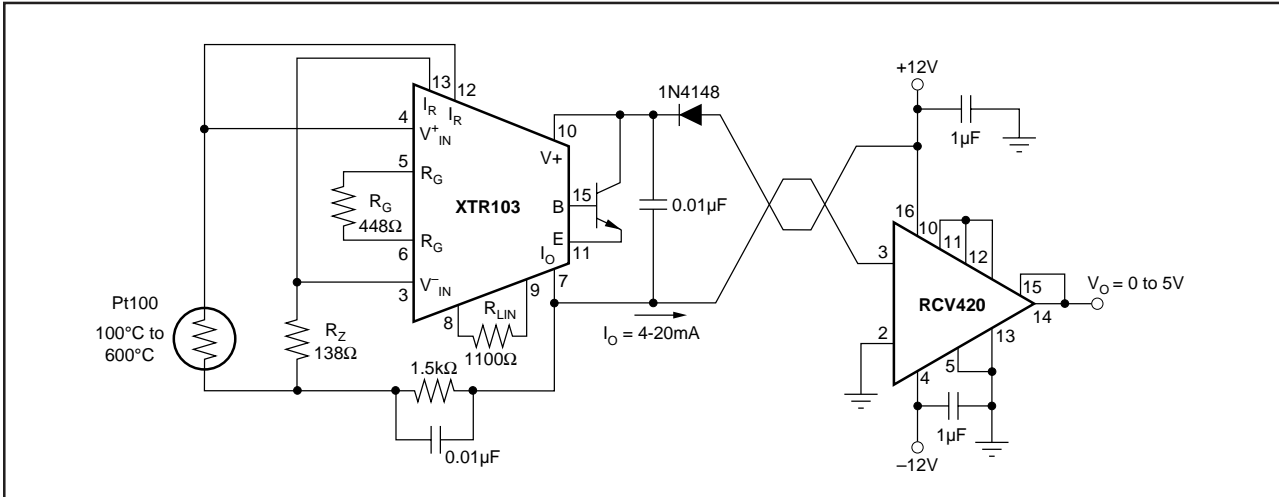 13
12
I_R
I_R
4
V⁺_IN
5
R_G
R_G
448Ω
R_G
6
V⁻_IN
3
XTR103
10
V+
B
15
E
11
I_O
7
9
8
R_LIN
1100Ω
Pt100
100°C to
600°C
R_Z
138Ω
1.5kΩ
0.01µF
1N4148
0.01µF
I_O = 4-20mA
+12V
1µF
16
10
11
12
3
RCV420
15
14
V_O = 0 to 5V
13
2
5
4
1µF
–12V